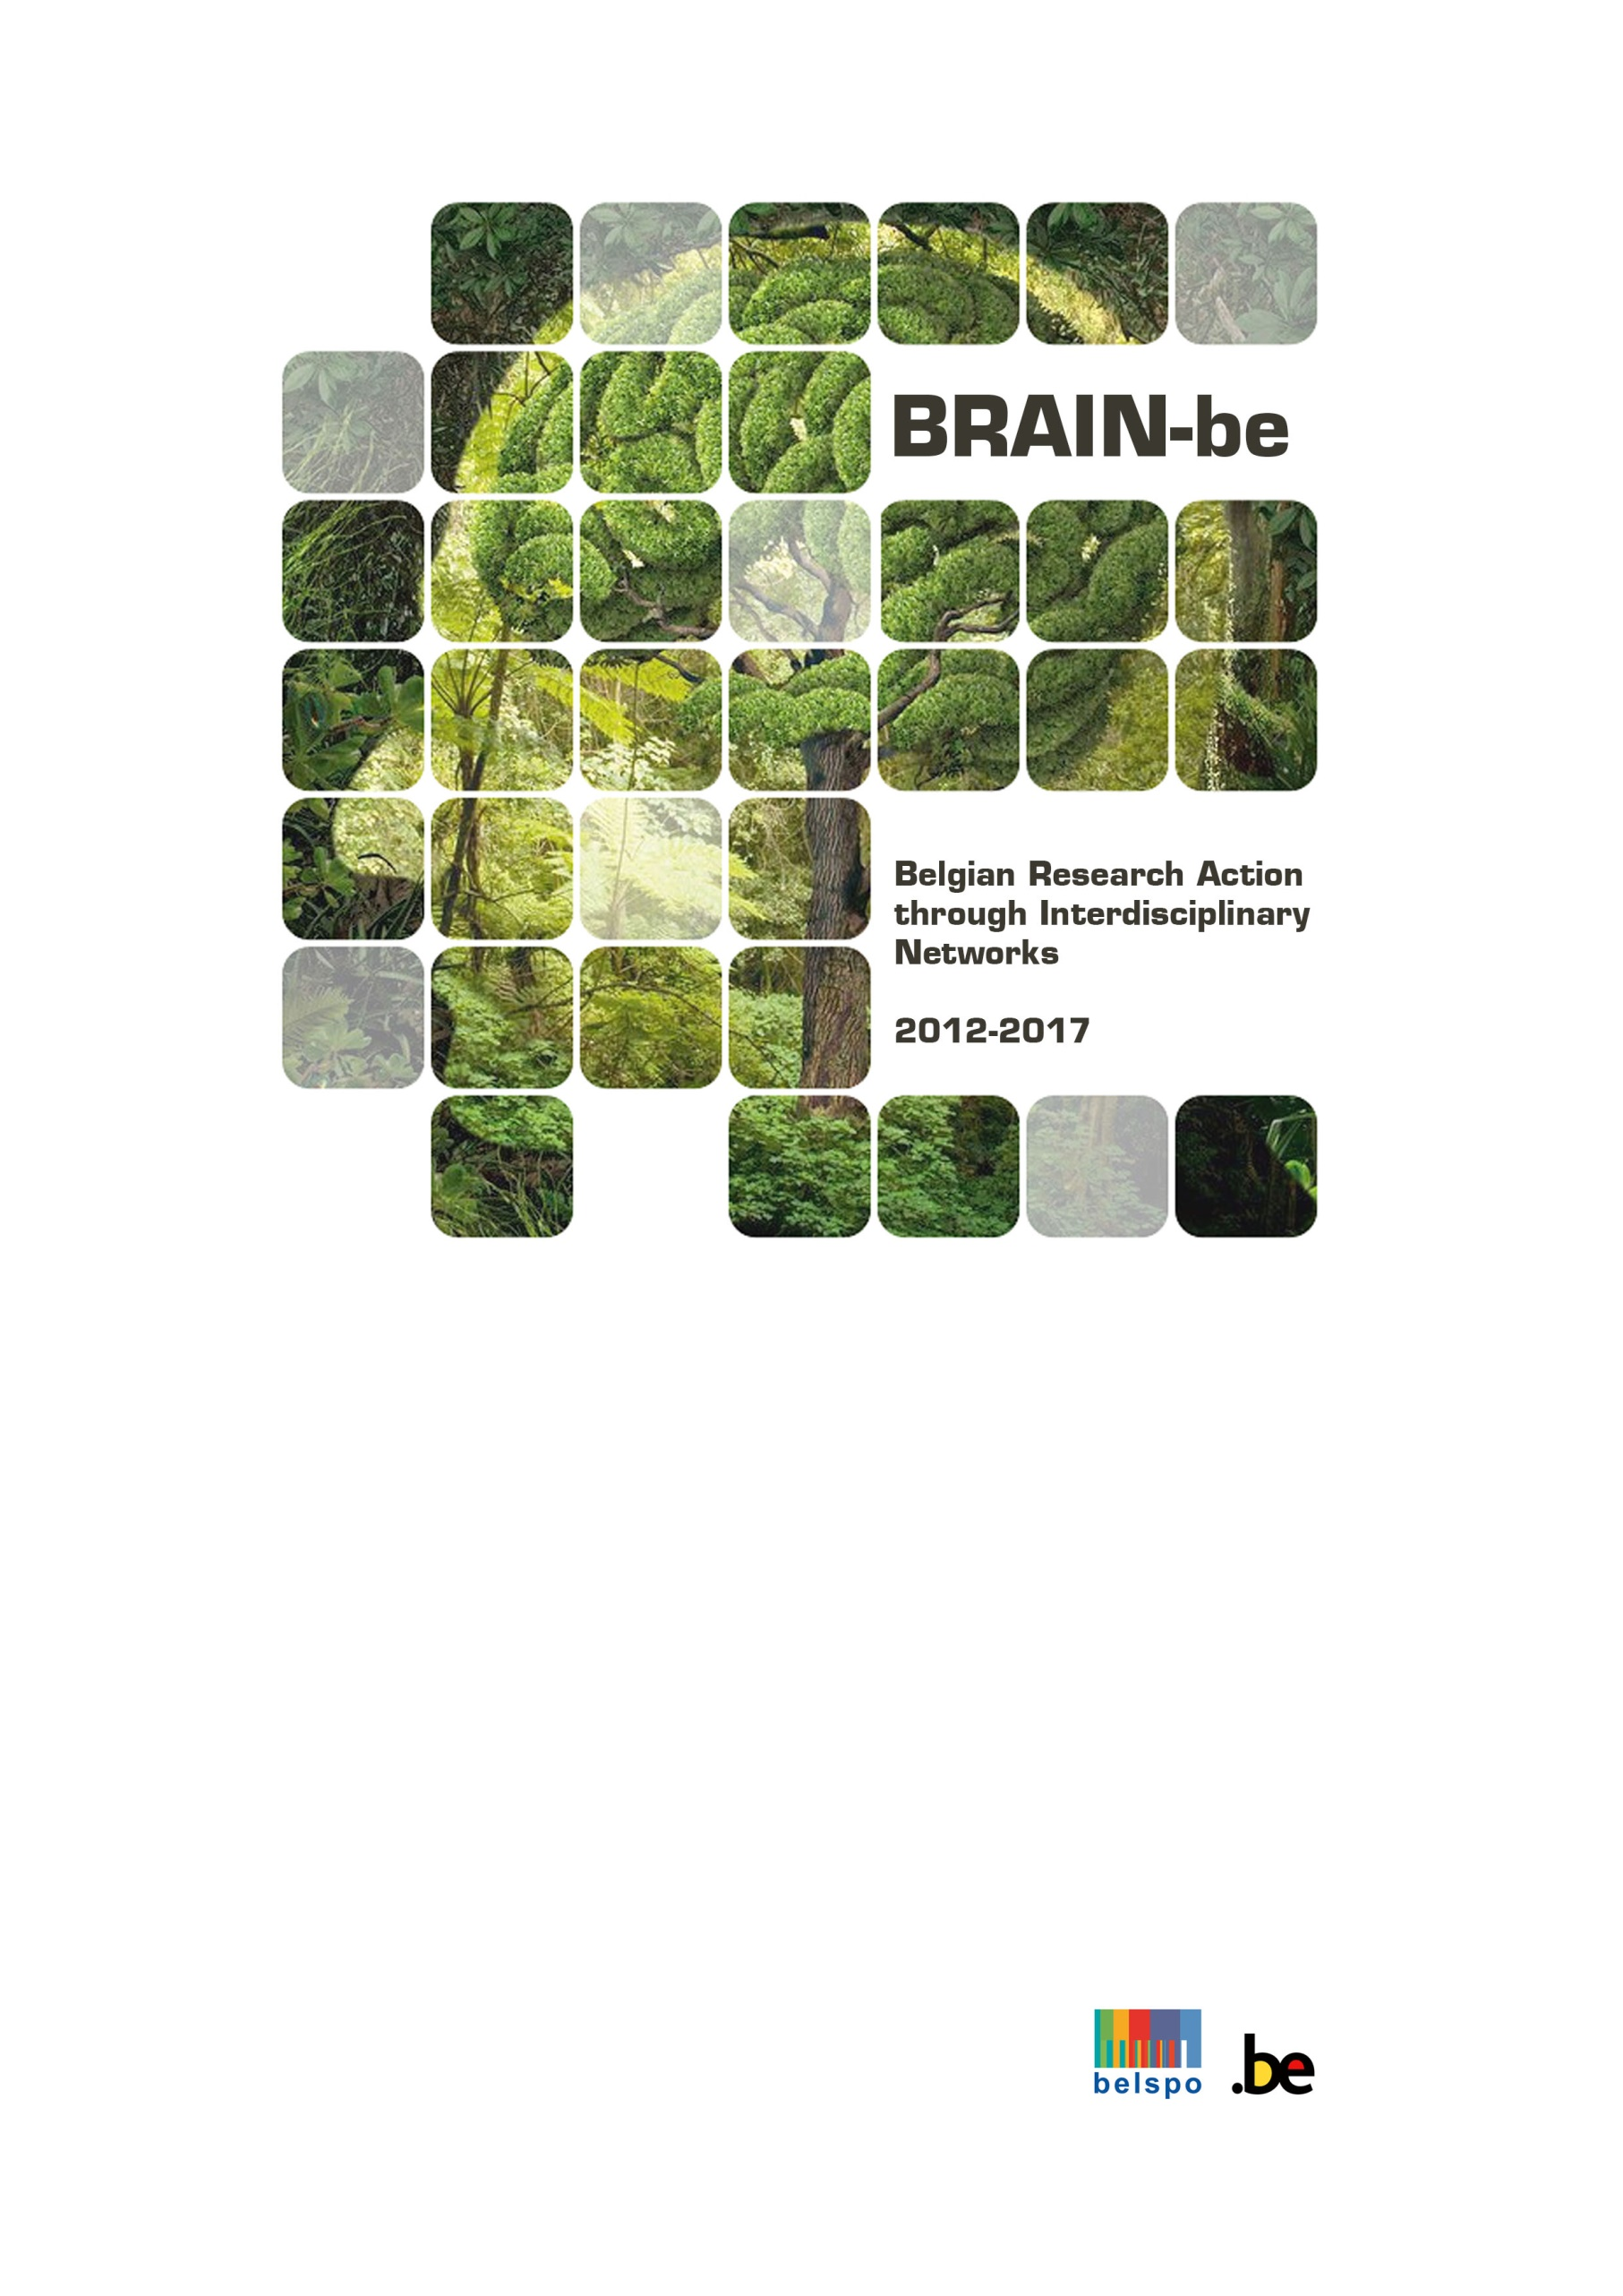 BRAIN-be
Belgian Research Action
through Interdisciplinary
Networks
2012-2017
belspo
.be